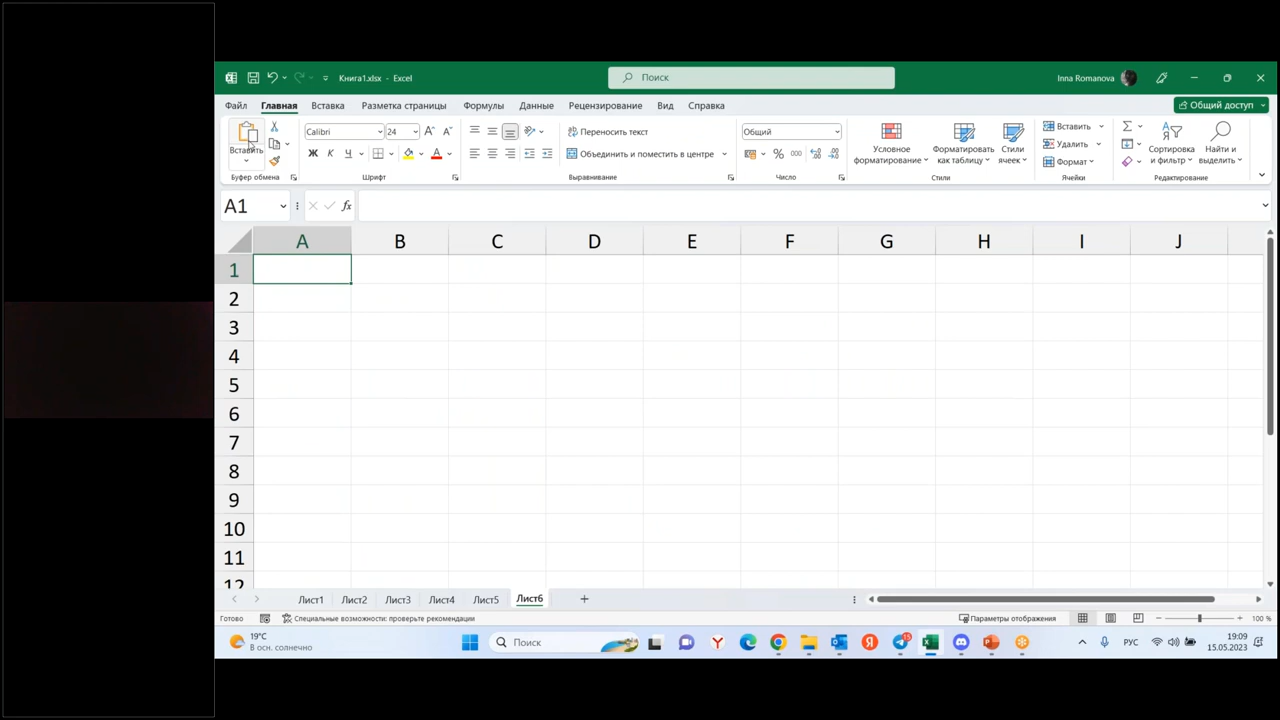 Книга1.xlsx - Excel
Поиск
Inna Romanova
Файл Главная Вставка Разметка страницы Формулы Данные Рецензирование Вид Справка
Общий доступ
Вставить
Буфер обмена
Calibri 24
Ж К Ч
Шрифт
Переносить текст
Объединить и поместить в центре
Выравнивание
Общий
% 000
Число
Условное форматирование
Форматировать как таблицу
Стили ячеек
Стили
Вставить
Удалить
Формат
Ячейки
Сортировка и фильтр
Найти и выделить
Редактирование
A1 fx
A B C D E F G H I J
1
2
3
4
5
6
7
8
9
10
11
12
Лист1 Лист2 Лист3 Лист4 Лист5 Лист6
Готово Специальные возможности: проверьте рекомендации Параметры отображения 100 %
19°C
В осн. солнечно
Поиск
15
РУС
19:09
15.05.2023